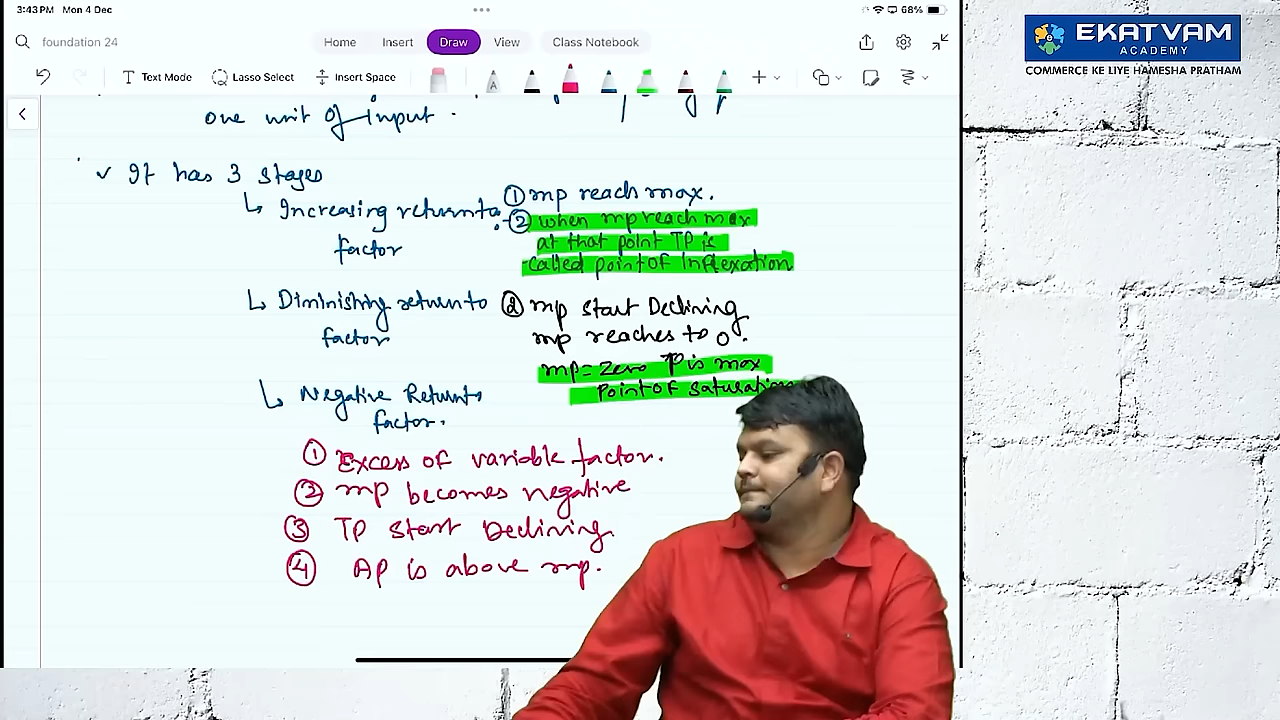 3:43 PM Mon 4 Dec
68%
foundation 24
Home Insert Draw View Class Notebook
Text Mode Lasso Select Insert Space
EKATVAM
ACADEMY
COMMERCE KE LIYE HAMESHA PRATHAM
one unit of input.
It has 3 stages
Increasing return to
factor
① mp reach max.
② when mp reach max
at that point TP is
called point of Inflexation
Diminishing return to
factor
② mp start Declining
mp reaches to 0.
mp = zero TP is max
Point of saturation
Negative Return to
factor.
① Excess of variable factor.
② mp becomes negative
③ TP start Declining.
④ AP is above mp.